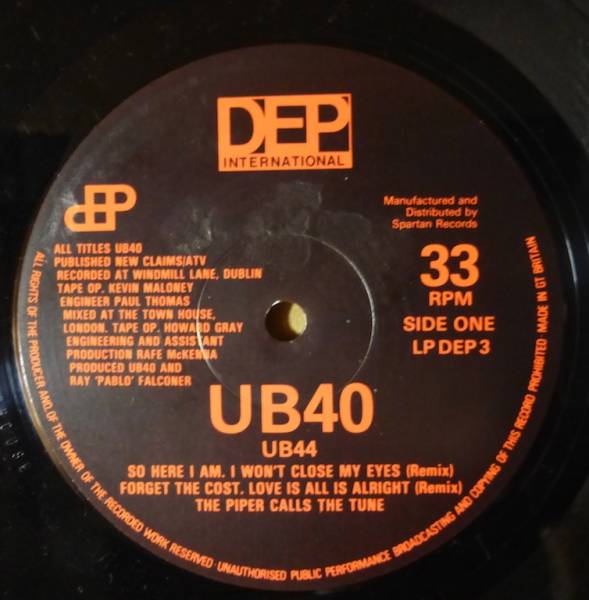 DEP
INTERNATIONAL
dEP
Manufactured and
Distributed by
Spartan Records
ALL TITLES UB40
PUBLISHED NEW CLAIMS/ATV
RECORDED AT WINDMILL LANE, DUBLIN
TAPE OP. KEVIN MALONEY
ENGINEER PAUL THOMAS
MIXED AT THE TOWN HOUSE,
LONDON. TAPE OP. HOWARD GRAY
ENGINEERING AND ASSISTANT
PRODUCTION RAFE McKENNA
PRODUCED UB40 AND
RAY 'PABLO' FALCONER
33
RPM
SIDE ONE
LP DEP 3
UB40
UB44
SO HERE I AM. I WON'T CLOSE MY EYES (Remix)
FORGET THE COST. LOVE IS ALL IS ALRIGHT (Remix)
THE PIPER CALLS THE TUNE
ALL RIGHTS OF THE PRODUCER AND, OF THE OWNER OF THE RECORDED WORK RESERVED · UNAUTHORISED PUBLIC PERFORMANCE BROADCASTING AND COPYING OF THIS RECORD PROHIBITED · MADE IN GT BRITAIN